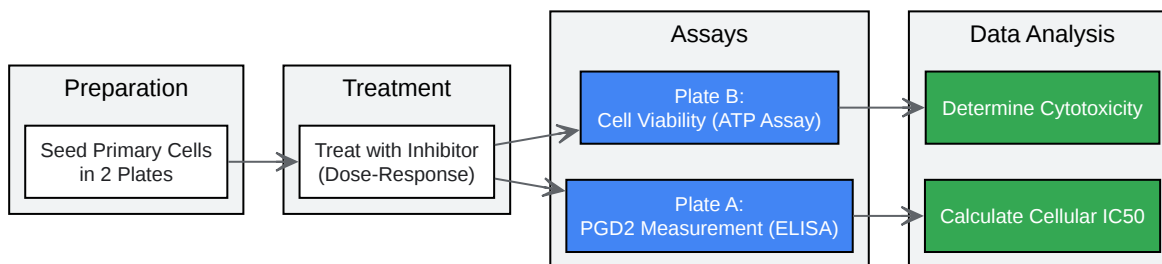 Preparation
Seed Primary Cells
in 2 Plates
Treatment
Treat with Inhibitor
(Dose-Response)
Assays
Plate B:
Cell Viability (ATP Assay)
Plate A:
PGD2 Measurement (ELISA)
Data Analysis
Determine Cytotoxicity
Calculate Cellular IC50